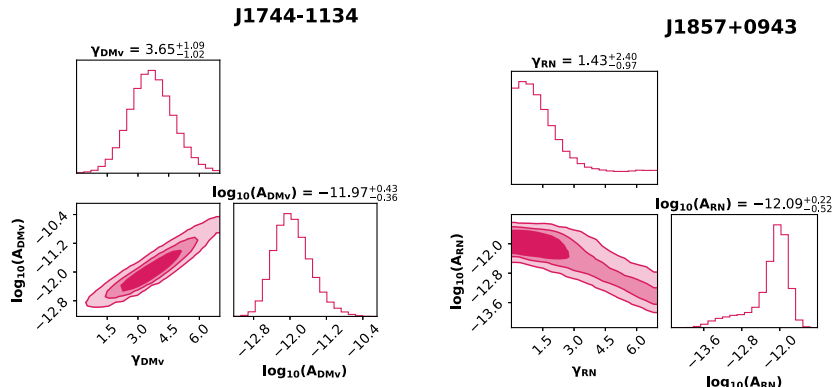 J1744-1134
γDMv = 3.65+1.09−1.02
log10(ADMv) = −11.97+0.43−0.36
log10(ADMv)
−10.4
−11.2
−12.0
−12.8
1.5 3.0 4.5 6.0
γDMv
−12.8 −12.0 −11.2 −10.4
log10(ADMv)
J1857+0943
γRN = 1.43+2.40−0.97
log10(ARN) = −12.09+0.22−0.52
log10(ARN)
−12.0
−12.8
−13.6
1.5 3.0 4.5 6.0
γRN
−13.6 −12.8 −12.0
log10(ARN)